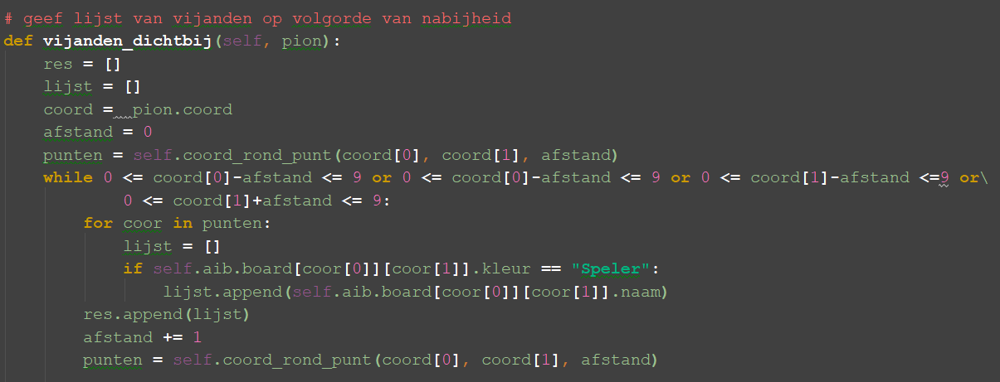 # geef lijst van vijanden op volgorde van nabijheid
def vijanden_dichtbij(self, pion):
    res = []
    lijst = []
    coord =  pion.coord
    afstand = 0
    punten = self.coord_rond_punt(coord[0], coord[1], afstand)
    while 0 <= coord[0]-afstand <= 9 or 0 <= coord[0]-afstand <= 9 or 0 <= coord[1]-afstand <=9 or\
            0 <= coord[1]+afstand <= 9:
        for coor in punten:
            lijst = []
            if self.aib.board[coor[0]][coor[1]].kleur == "Speler":
                lijst.append(self.aib.board[coor[0]][coor[1]].naam)
        res.append(lijst)
        afstand += 1
        punten = self.coord_rond_punt(coord[0], coord[1], afstand)